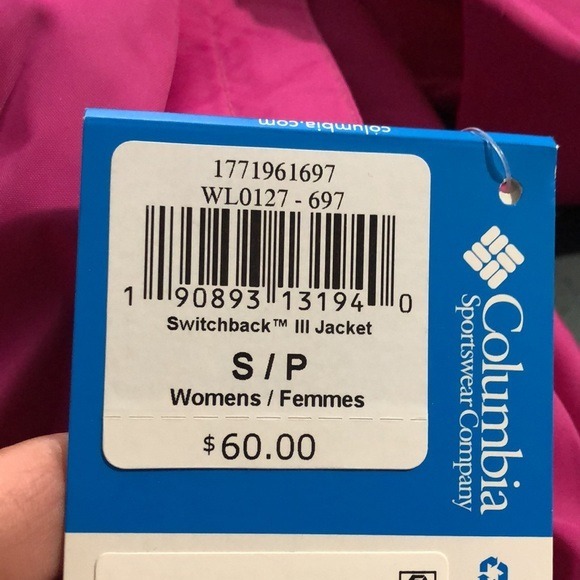 columbia.com
1771961697
WL0127 - 697
1 90893 13194 0
Switchback™ III Jacket
S / P
Womens / Femmes
$60.00
Columbia
Sportswear Company